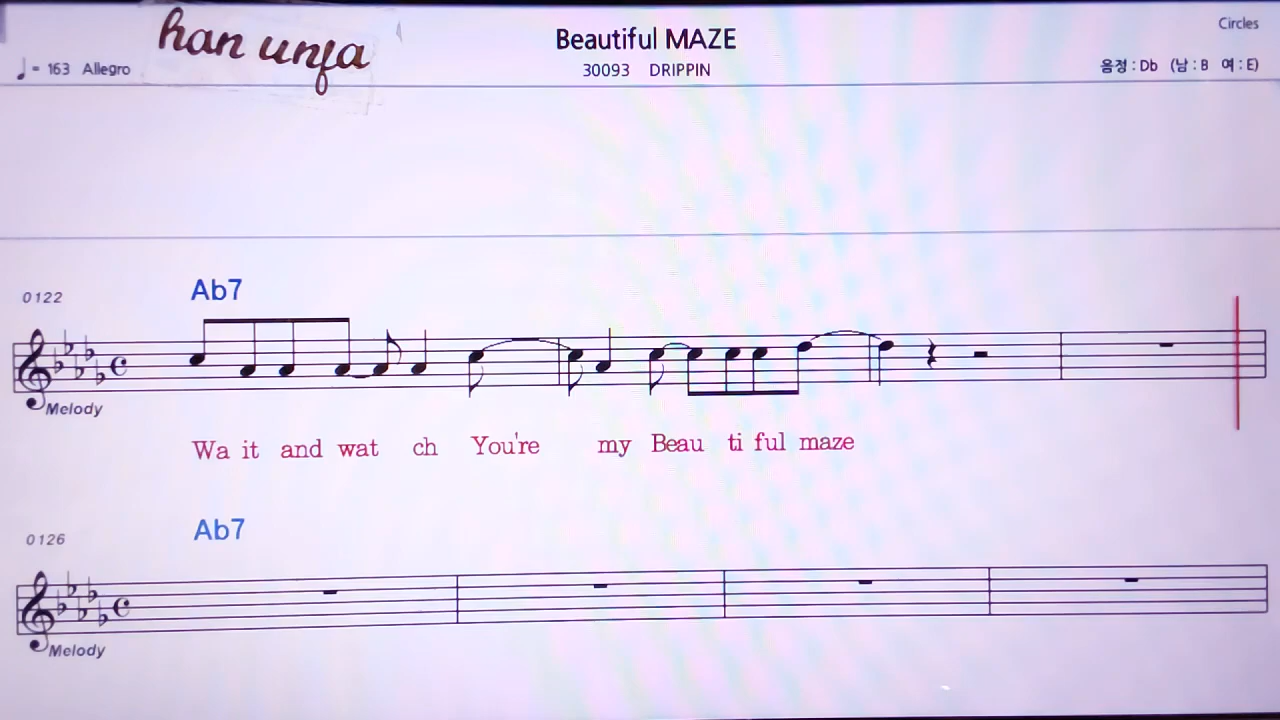 han unfa
Beautiful MAZE
Circles
♩= 163 Allegro
30093 DRIPPIN
음정 : Db (남 : B 여 : E)
0122
Ab7
Melody
Wa it and wat ch You're my Beau ti ful maze
0126
Ab7
Melody